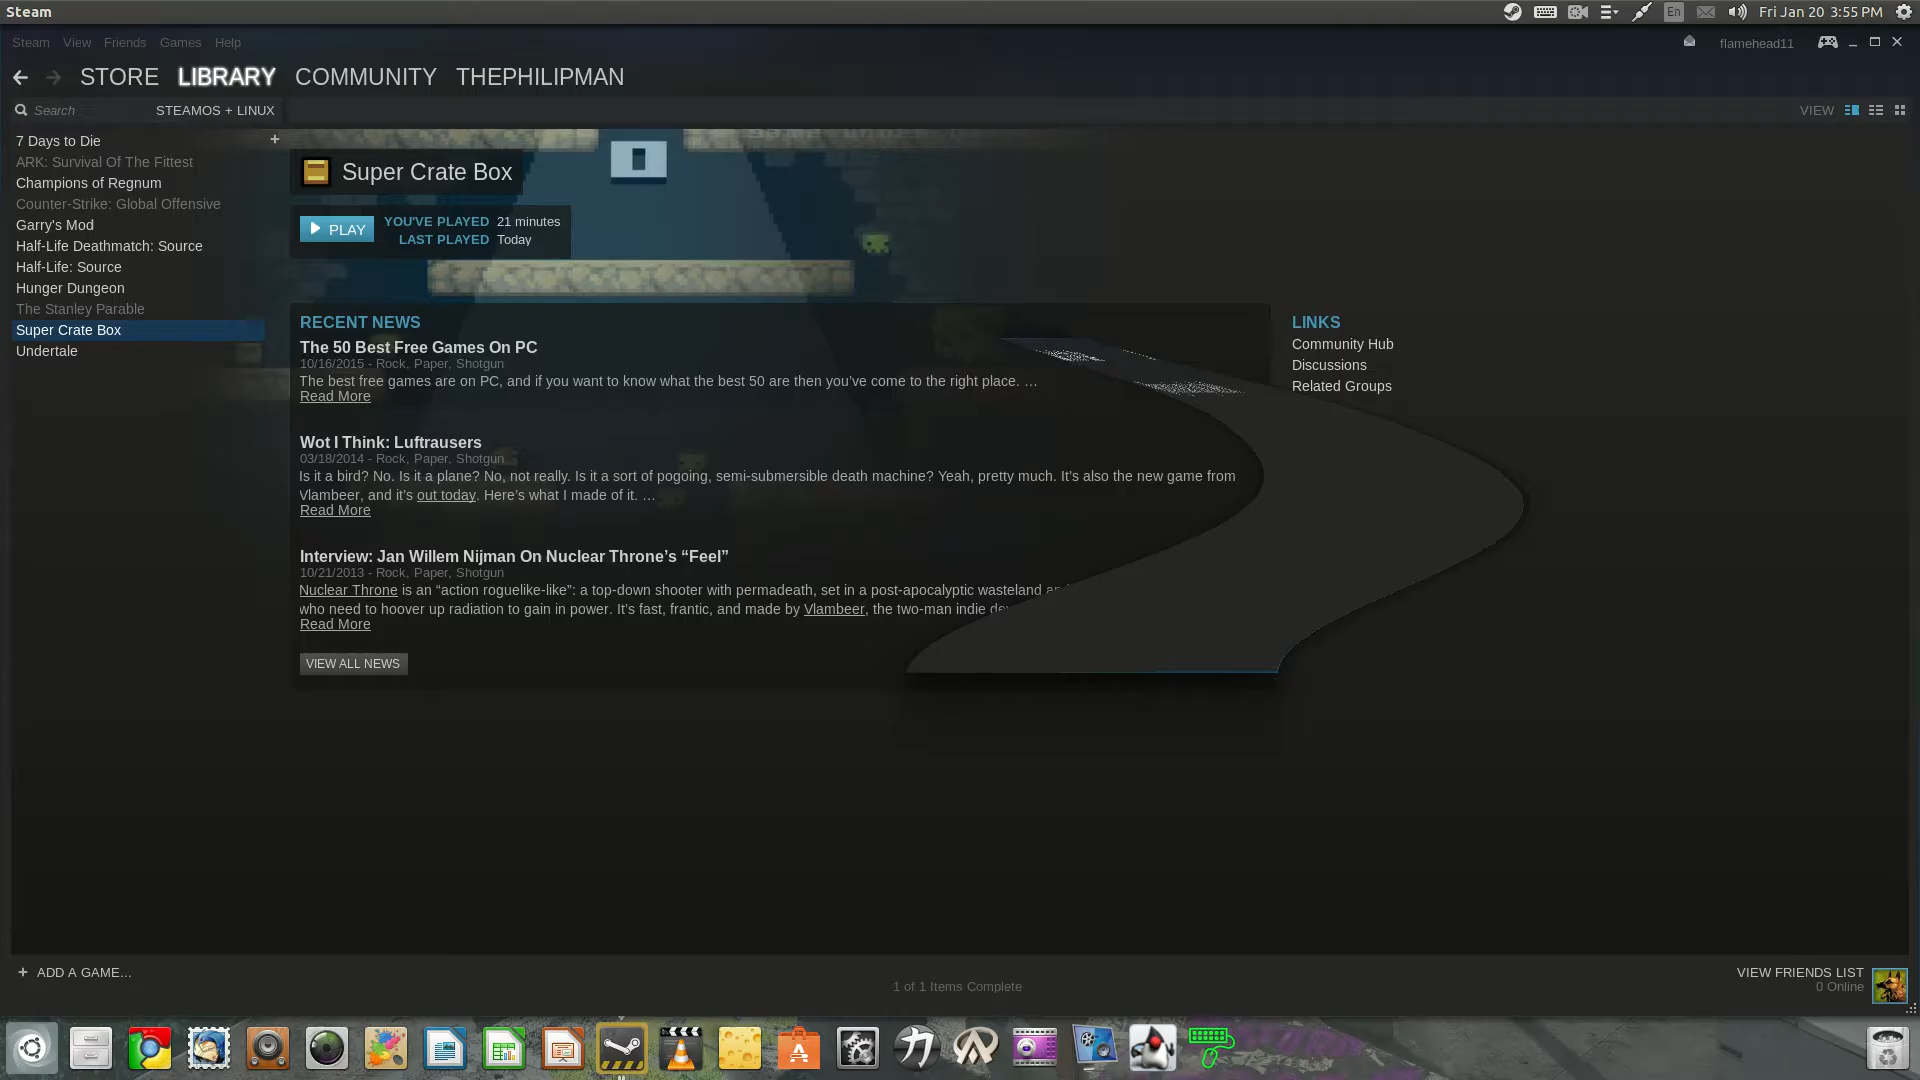 Steam
En
Fri Jan 20 3:55 PM
Steam View Friends Games Help
flamehead11
STORE LIBRARY COMMUNITY THEPHILIPMAN
Search STEAMOS + LINUX
VIEW
7 Days to Die
ARK: Survival Of The Fittest
Champions of Regnum
Counter-Strike: Global Offensive
Garry's Mod
Half-Life Deathmatch: Source
Half-Life: Source
Hunger Dungeon
The Stanley Parable
Super Crate Box
Undertale
Super Crate Box
PLAY
YOU'VE PLAYED 21 minutes
LAST PLAYED Today
RECENT NEWS
The 50 Best Free Games On PC
10/16/2015 - Rock, Paper, Shotgun
The best free games are on PC, and if you want to know what the best 50 are then you’ve come to the right place. …
Read More
Wot I Think: Luftrausers
03/18/2014 - Rock, Paper, Shotgun
Is it a bird? No. Is it a plane? No, not really. Is it a sort of pogoing, semi-submersible death machine? Yeah, pretty much. It’s also the new game from
Vlambeer, and it’s out today. Here’s what I made of it. …
Read More
Interview: Jan Willem Nijman On Nuclear Throne’s “Feel”
10/21/2013 - Rock, Paper, Shotgun
Nuclear Throne is an “action roguelike-like”: a top-down shooter with permadeath, set in a post-apocalyptic wasteland
who need to hoover up radiation to gain in power. It’s fast, frantic, and made by Vlambeer, the two-man indie
Read More
VIEW ALL NEWS
LINKS
Community Hub
Discussions
Related Groups
+ ADD A GAME...
1 of 1 Items Complete
VIEW FRIENDS LIST
0 Online